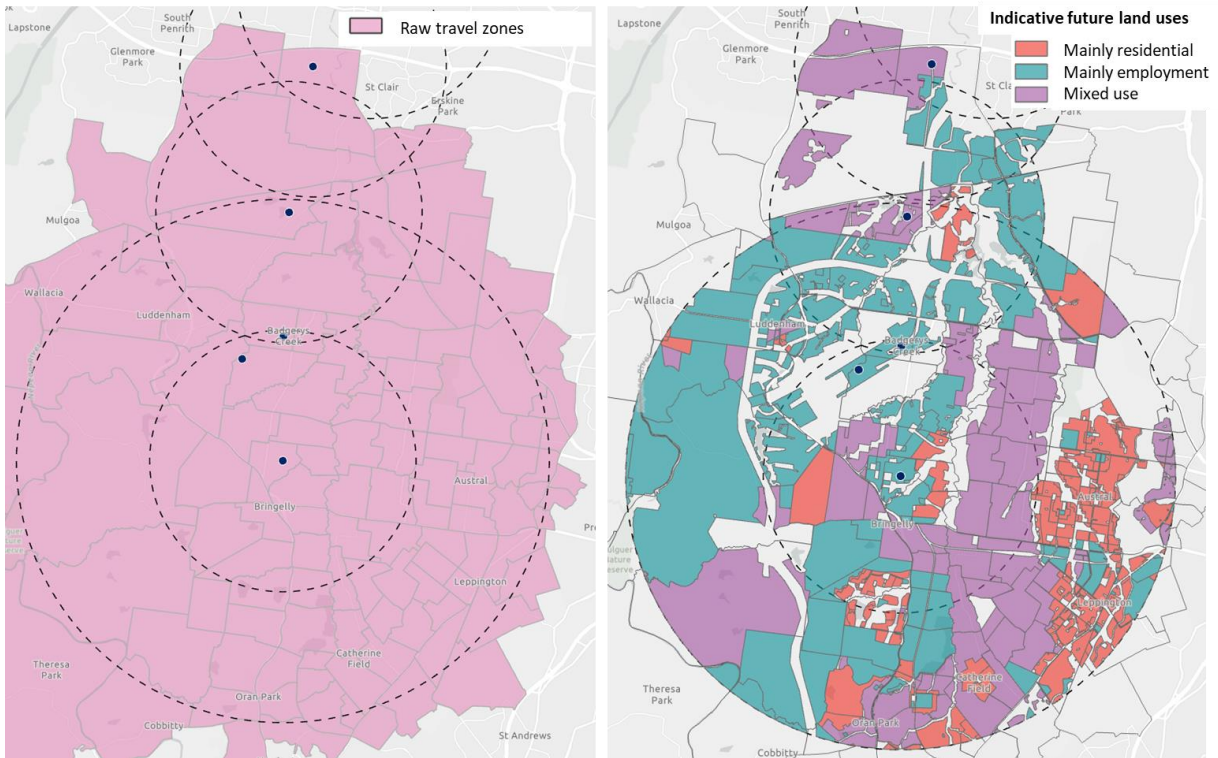 Raw travel zones
Lapstone
South
Penrith
Glenmore
Park
St Clair
Erskine
Park
Mulgoa
Wallacia
Luddenham
Badgerys
Creek
Bringelly
Austral
Leppington
Catherine
Field
Theresa
Park
Oran Park
Cobbitty
St Andrews
Indicative future land uses
Mainly residential
Mainly employment
Mixed use
Lapstone
South
Penrith
Glenmore
Park
Park
Mulgoa
Wallacia
Luddenham
Badgerys
Creek
Bringelly
Austral
Leppington
Catherine
Field
Theresa
Park
Oran Park
Cobbitty